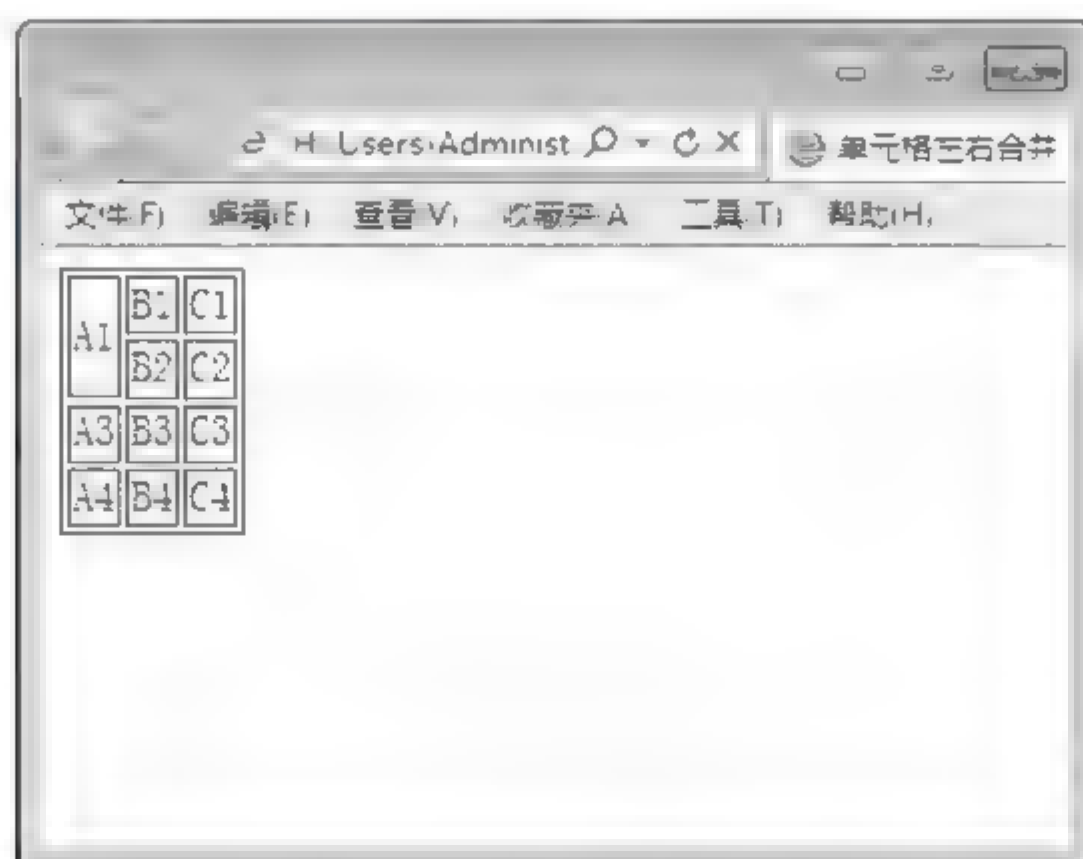 H Users Administ 单元格左右合并
文件(F) 编辑(E) 查看(V) 收藏夹(A) 工具(T) 帮助(H)
A1 B1 C1
B2 C2
A3 B3 C3
A4 B4 C4